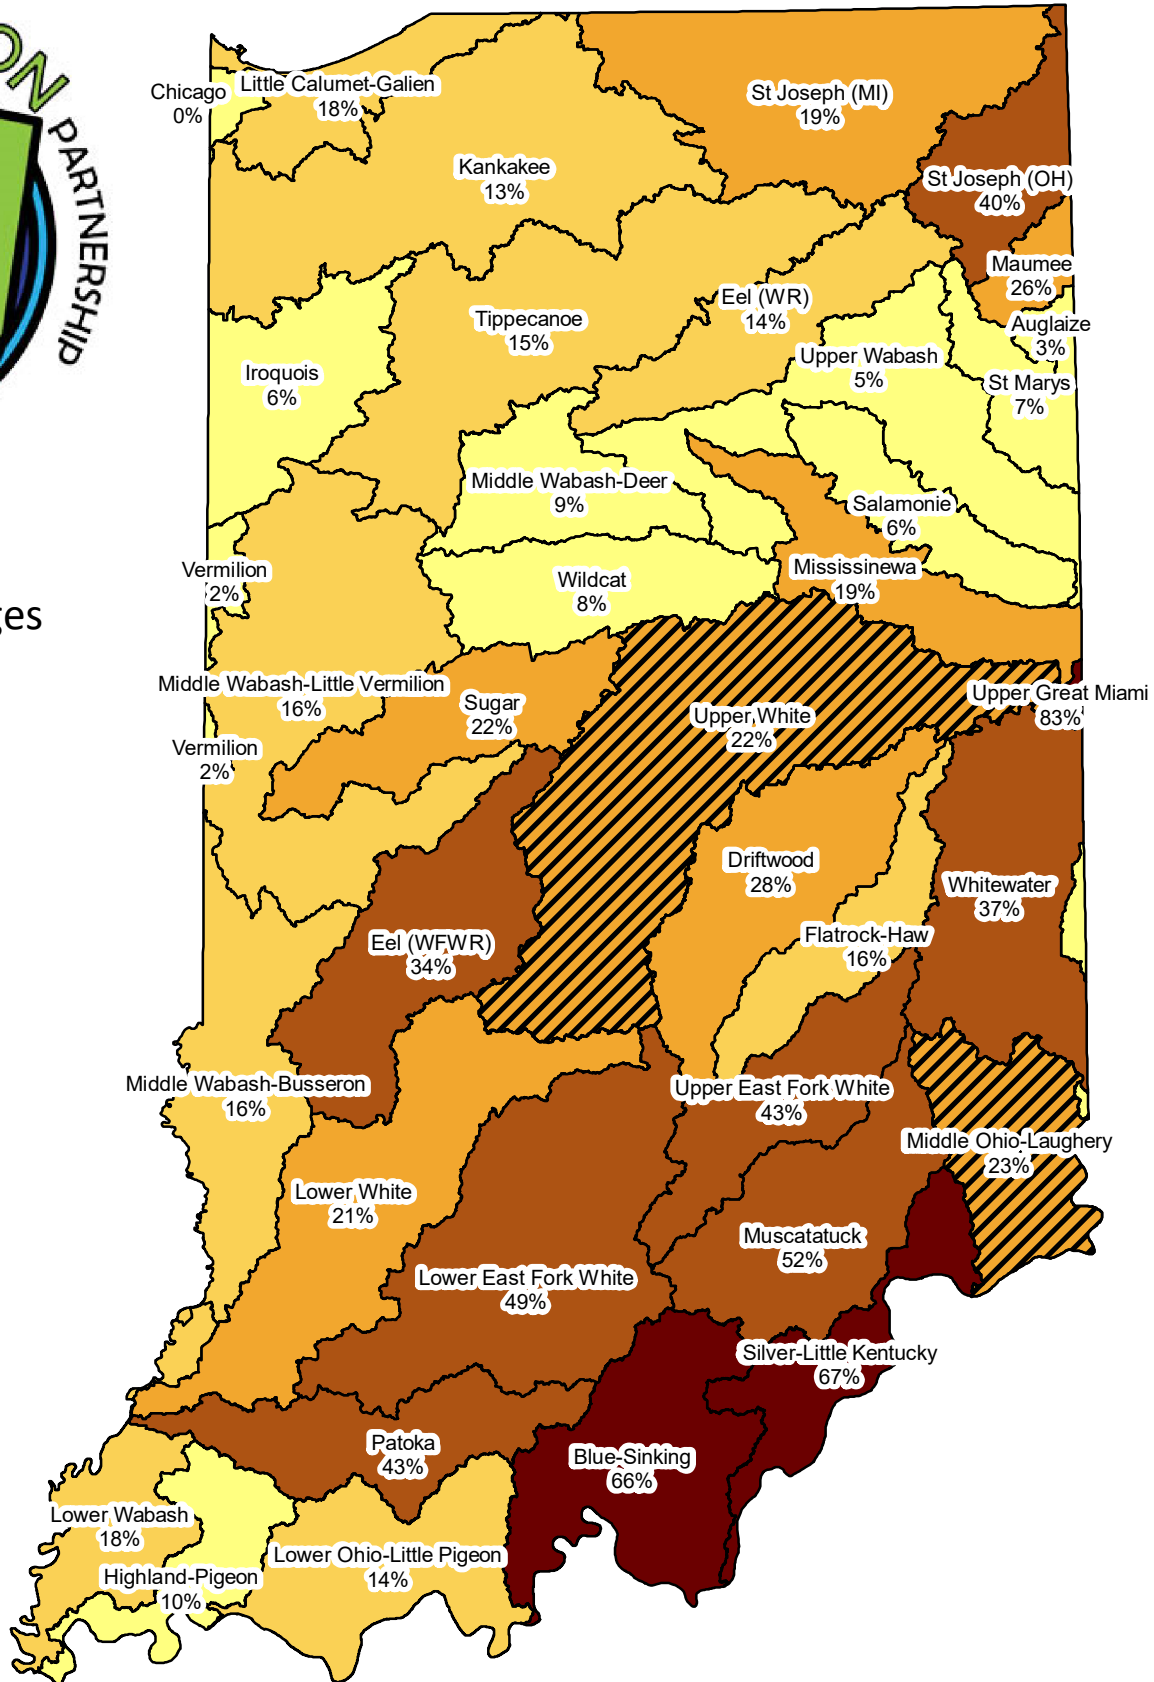 ON PARTNERSHIP
Chicago
0%
Little Calumet-Galien
18%
St Joseph (MI)
19%
Kankakee
13%
St Joseph (OH)
40%
Maumee
26%
Eel (WR)
14%
Tippecanoe
15%
Auglaize
3%
Upper Wabash
5%
Iroquois
6%
St Marys
7%
Middle Wabash-Deer
9%
Salamonie
6%
Vermilion
2%
Wildcat
8%
Mississinewa
19%
ges
Middle Wabash-Little Vermilion
16%
Sugar
22%
Upper White
22%
Upper Great Miami
83%
Vermilion
2%
Driftwood
28%
Whitewater
37%
Eel (WFWR)
34%
Flatrock-Haw
16%
Middle Wabash-Busseron
16%
Upper East Fork White
43%
Middle Ohio-Laughery
23%
Lower White
21%
Muscatatuck
52%
Lower East Fork White
49%
Silver-Little Kentucky
67%
Patoka
43%
Blue-Sinking
66%
Lower Wabash
18%
Lower Ohio-Little Pigeon
14%
Highland-Pigeon
10%